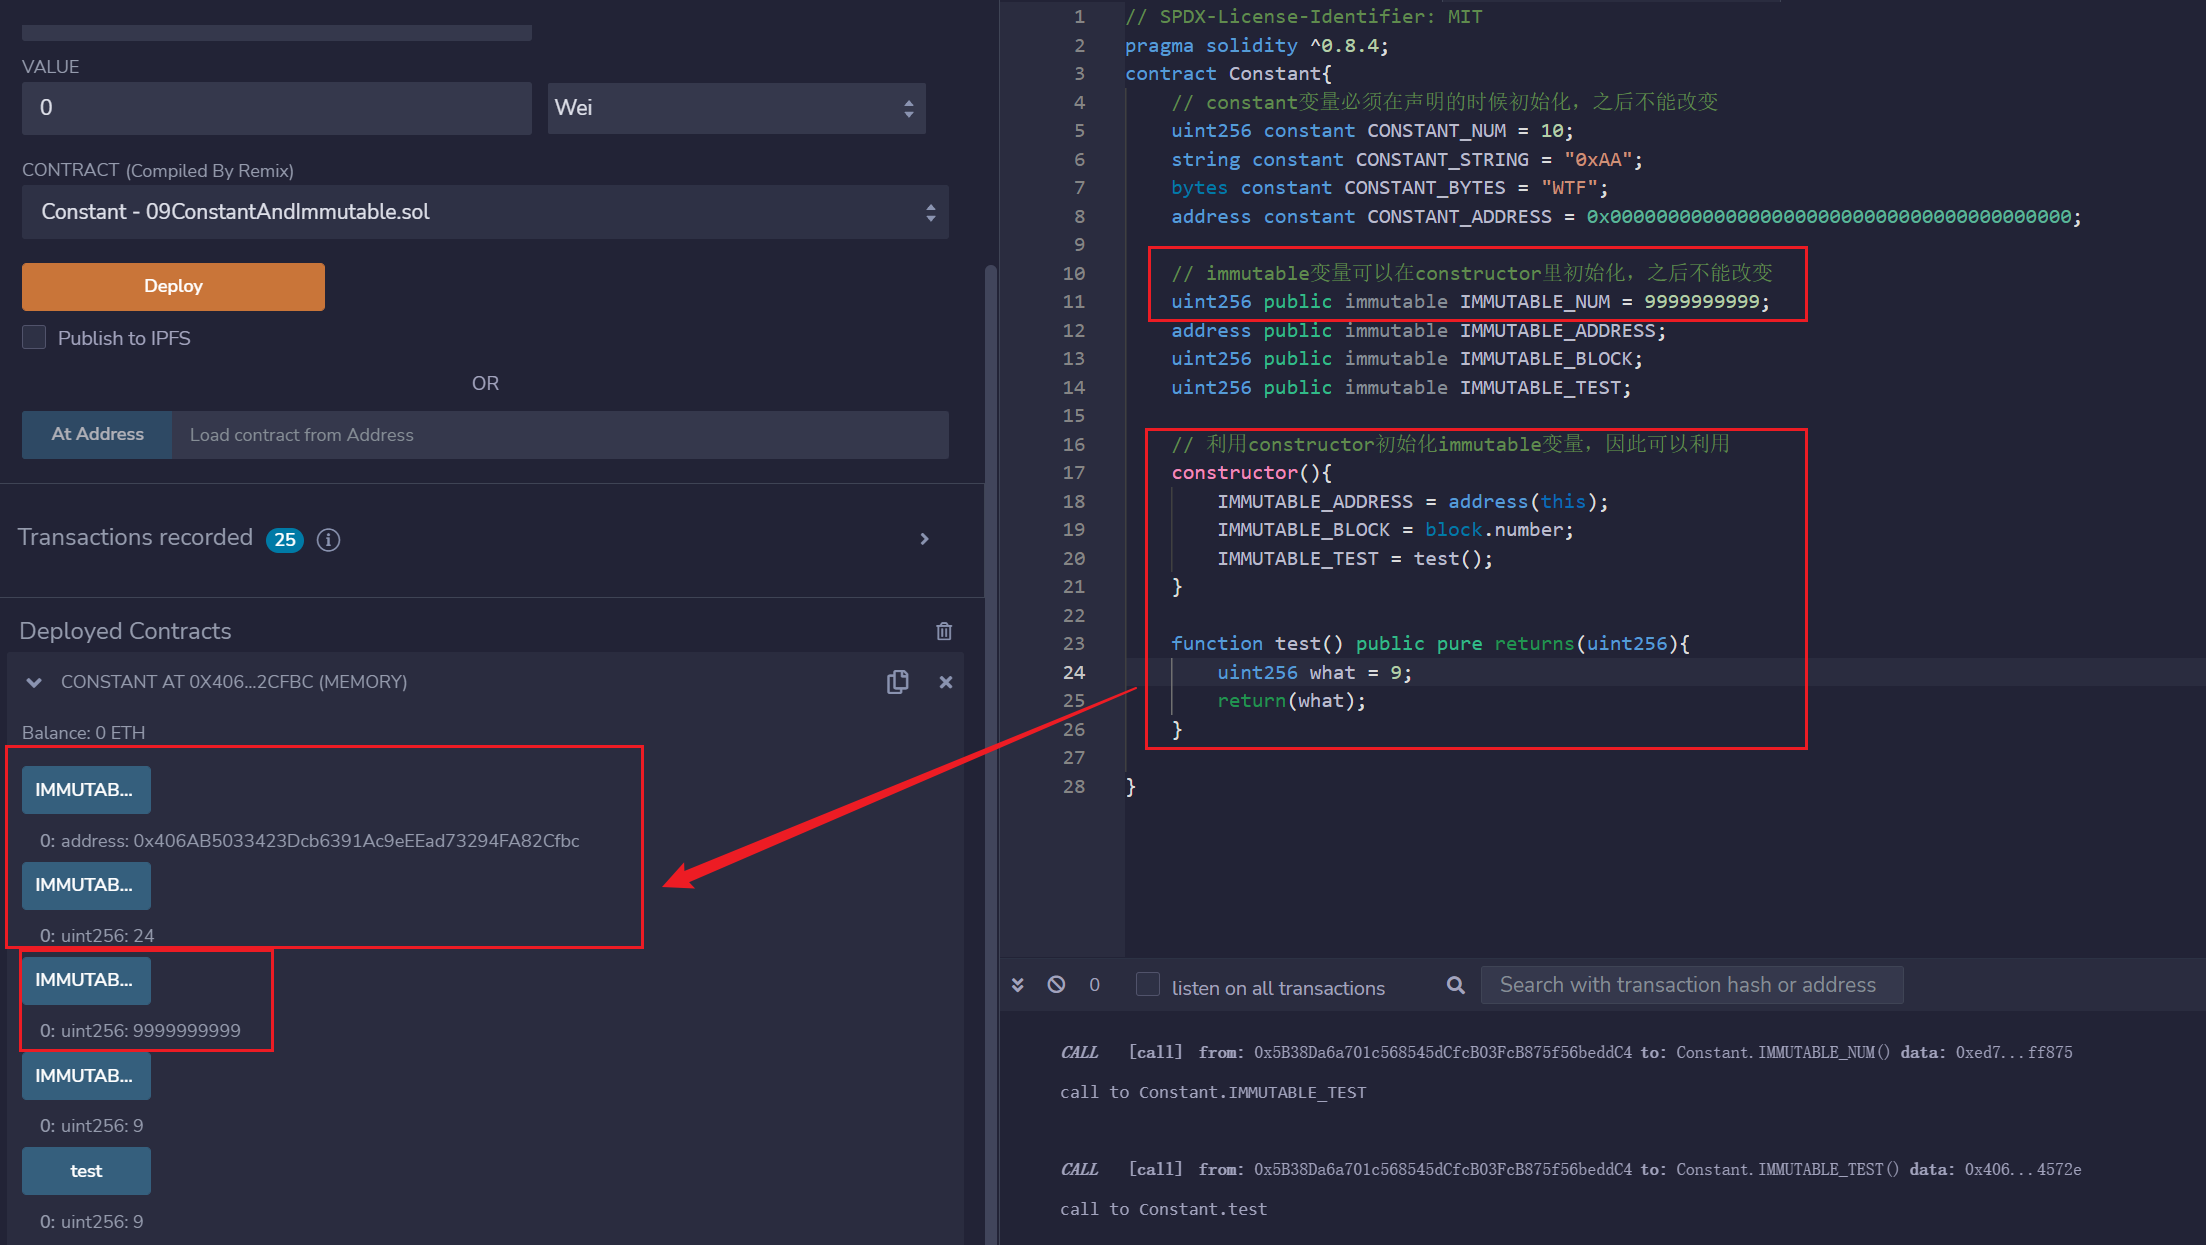 VALUE
0
Wei
CONTRACT (Compiled By Remix)
Constant - 09ConstantAndImmutable.sol
Deploy
Publish to IPFS
OR
At Address
Load contract from Address
Transactions recorded 25
Deployed Contracts
CONSTANT AT 0X406...2CFBC (MEMORY)
Balance: 0 ETH
IMMUTAB...
0: address: 0x406AB5033423Dcb6391Ac9eEEad73294FA82Cfbc
IMMUTAB...
0: uint256: 24
IMMUTAB...
0: uint256: 9999999999
IMMUTAB...
0: uint256: 9
test
0: uint256: 9
1 // SPDX-License-Identifier: MIT
2 pragma solidity ^0.8.4;
3 contract Constant{
4 // constant变量必须在声明的时候初始化，之后不能改变
5 uint256 constant CONSTANT_NUM = 10;
6 string constant CONSTANT_STRING = "0xAA";
7 bytes constant CONSTANT_BYTES = "WTF";
8 address constant CONSTANT_ADDRESS = 0x0000000000000000000000000000000000000000;
9
10 // immutable变量可以在constructor里初始化，之后不能改变
11 uint256 public immutable IMMUTABLE_NUM = 9999999999;
12 address public immutable IMMUTABLE_ADDRESS;
13 uint256 public immutable IMMUTABLE_BLOCK;
14 uint256 public immutable IMMUTABLE_TEST;
15
16 // 利用constructor初始化immutable变量，因此可以利用
17 constructor(){
18 IMMUTABLE_ADDRESS = address(this);
19 IMMUTABLE_BLOCK = block.number;
20 IMMUTABLE_TEST = test();
21 }
22
23 function test() public pure returns(uint256){
24 uint256 what = 9;
25 return(what);
26 }
27
28 }
0
listen on all transactions
Search with transaction hash or address
CALL [call] from: 0x5B38Da6a701c568545dCfcB03FcB875f56beddC4 to: Constant.IMMUTABLE_NUM() data: 0xed7...ff875
call to Constant.IMMUTABLE_TEST
CALL [call] from: 0x5B38Da6a701c568545dCfcB03FcB875f56beddC4 to: Constant.IMMUTABLE_TEST() data: 0x406...4572e
call to Constant.test